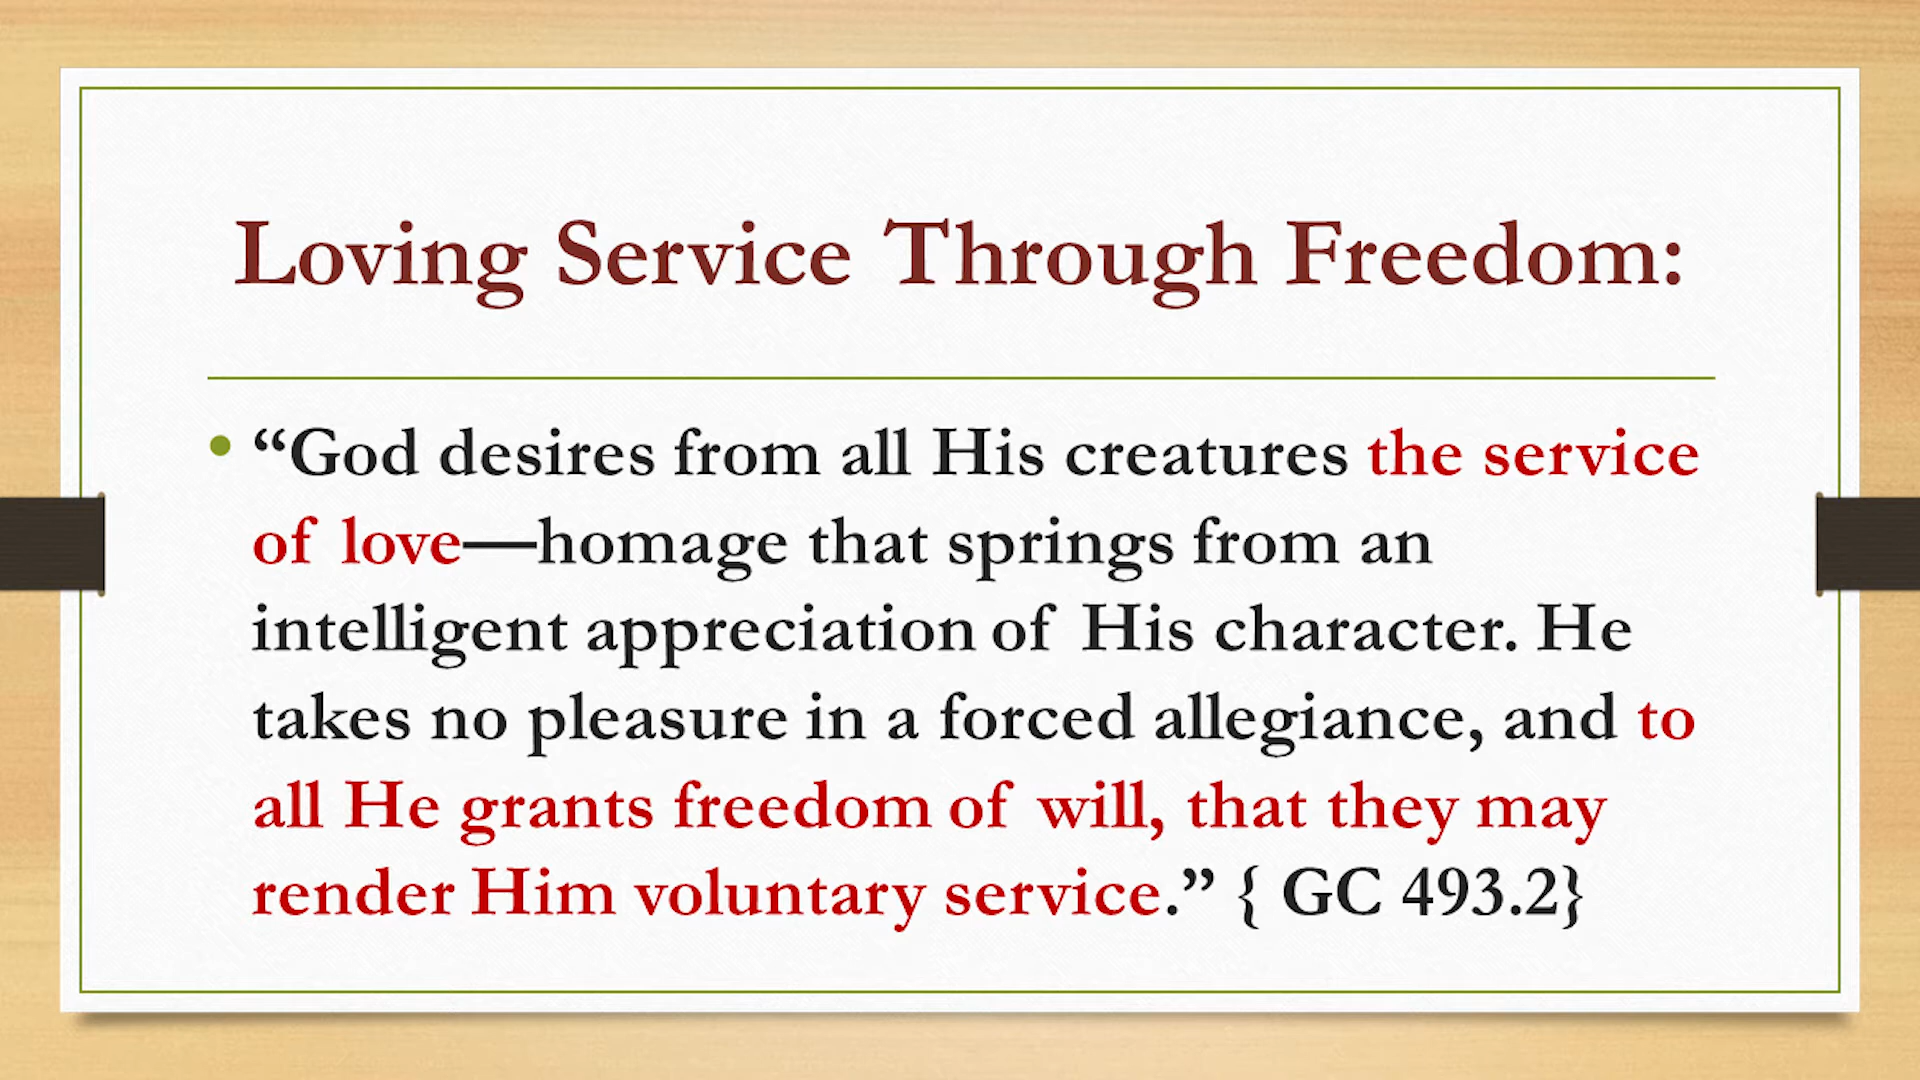 Loving Service Through Freedom:
• “God desires from all His creatures the service
of love—homage that springs from an
intelligent appreciation of His character. He
takes no pleasure in a forced allegiance, and to
all He grants freedom of will, that they may
render Him voluntary service.” { GC 493.2}